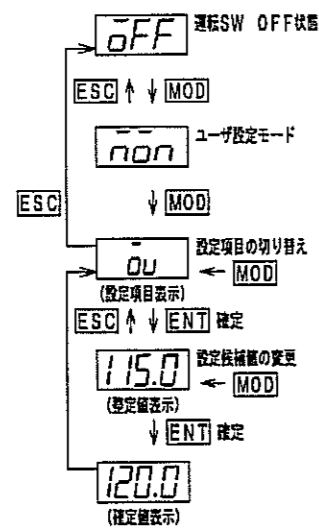 oFF 運転SW OFF状態
ESC ↑ ↓ MOD
non ユーザ設定モード
ESC ↓ MOD
ou 設定項目の切り替え
← MOD
(設定項目表示)
ESC ↑ ↓ ENT 確定
115.0 設定候補値の変更
← MOD
(整定値表示)
↓ ENT 確定
120.0
(確定値表示)